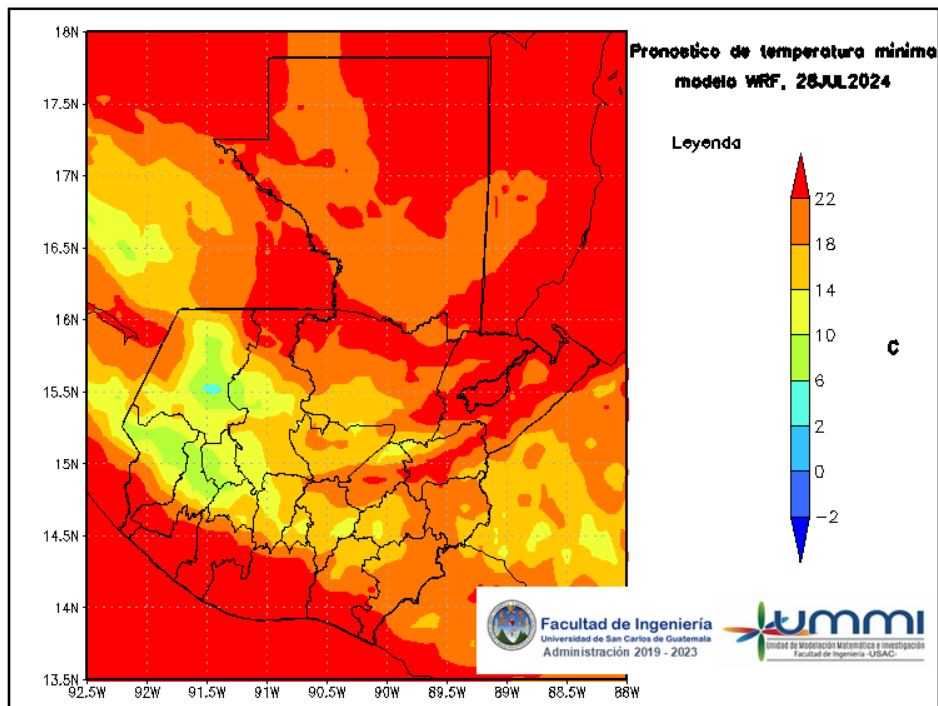 Pronostico de temperatura minima
modelo WRF, 28JUL2024
Leyenda
22
18
14
10
6
2
0
−2
C
18N
17.5N
17N
16.5N
16N
15.5N
15N
14.5N
14N
13.5N
92.5W
92W
91.5W
91W
90.5W
90W
89.5W
89W
88.5W
88W
Facultad de Ingeniería
Universidad de San Carlos de Guatemala
Administración 2019 - 2023
ummi
Unidad de Modelación Matemática e Investigación
Facultad de Ingeniería -USAC-